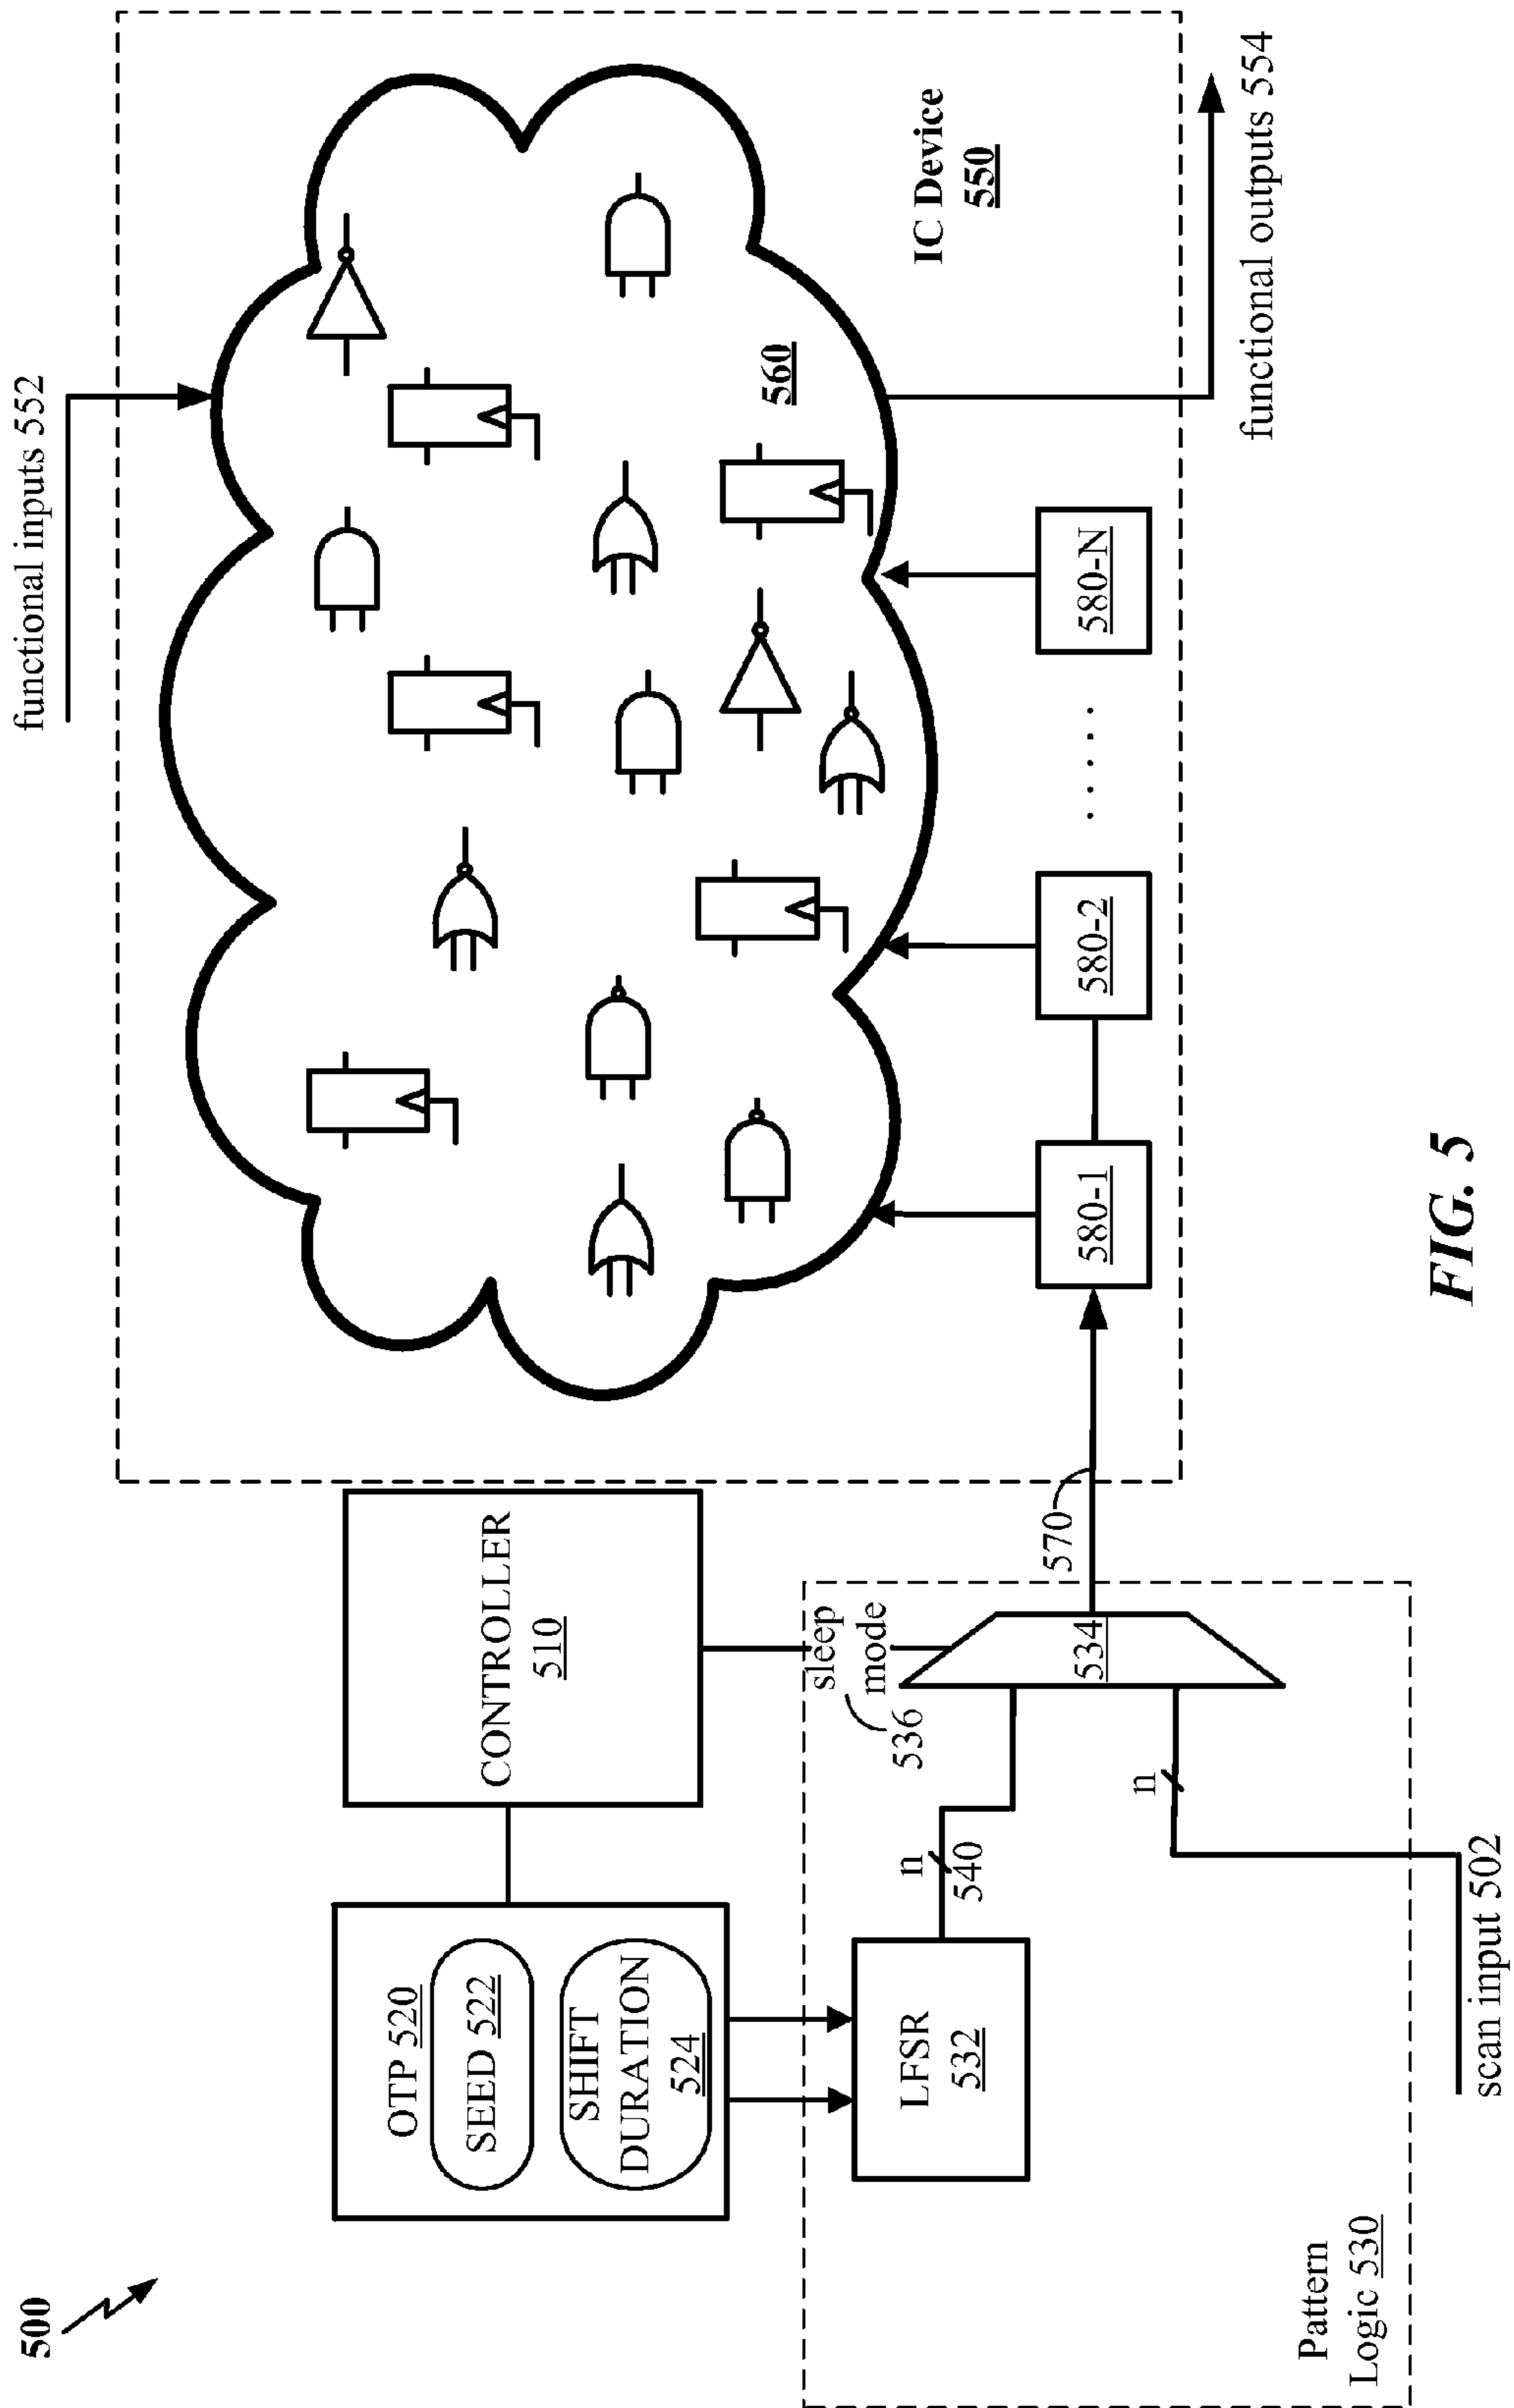 500
functional inputs 552
OTP 520
SEED 522
SHIFT
DURATION
524
CONTROLLER
510
560
IC Device
550
sleep
mode
536
LFSR
532
n
540
n
534
570
580-1
580-2
. . . . .
580-N
functional outputs 554
Pattern
Logic 530
scan input 502
FIG. 5